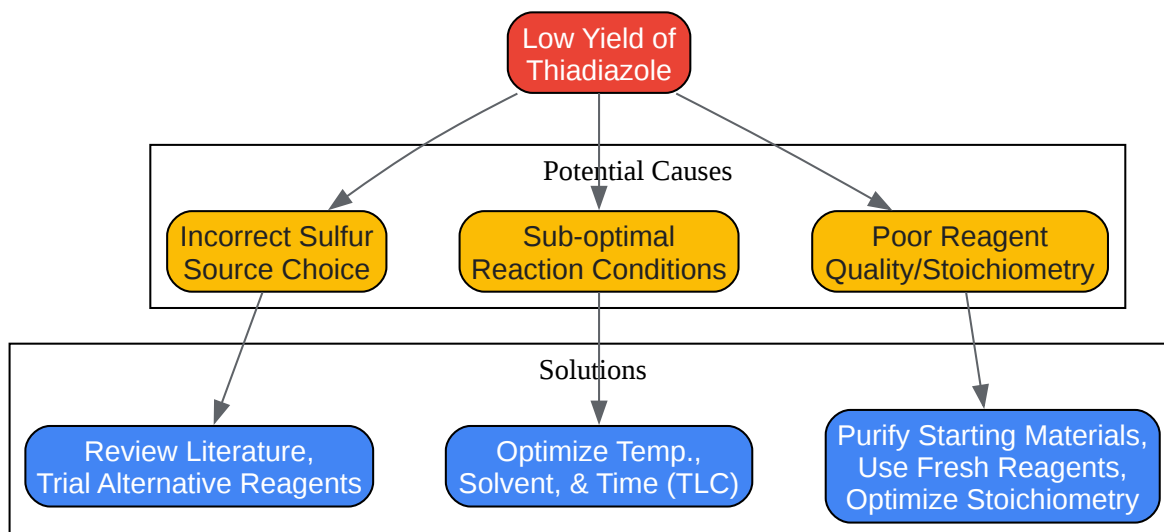 Low Yield of
Thiadiazole
Potential Causes
Incorrect Sulfur
Source Choice
Sub-optimal
Reaction Conditions
Poor Reagent
Quality/Stoichiometry
Solutions
Review Literature,
Trial Alternative Reagents
Optimize Temp.,
Solvent, & Time (TLC)
Purify Starting Materials,
Use Fresh Reagents,
Optimize Stoichiometry